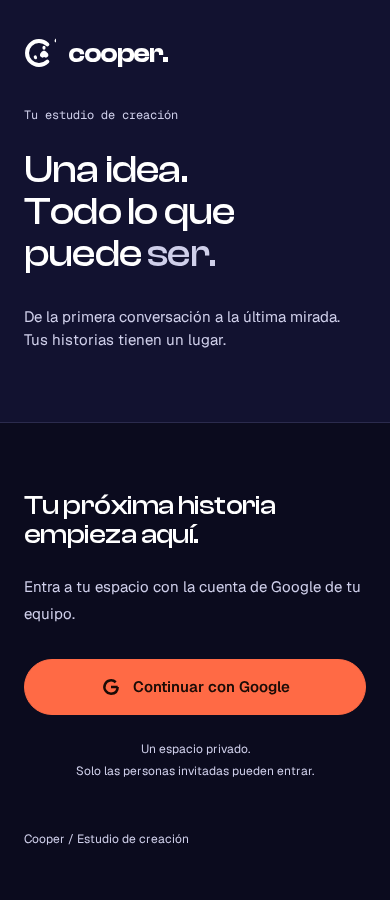 cooper.
Tu estudio de creación
Una idea.
Todo lo que
puede ser.
De la primera conversación a la última mirada.
Tus historias tienen un lugar.
Tu próxima historia
empieza aquí.
Entra a tu espacio con la cuenta de Google de tu
equipo.
Continuar con Google
Un espacio privado.
Solo las personas invitadas pueden entrar.
Cooper / Estudio de creación